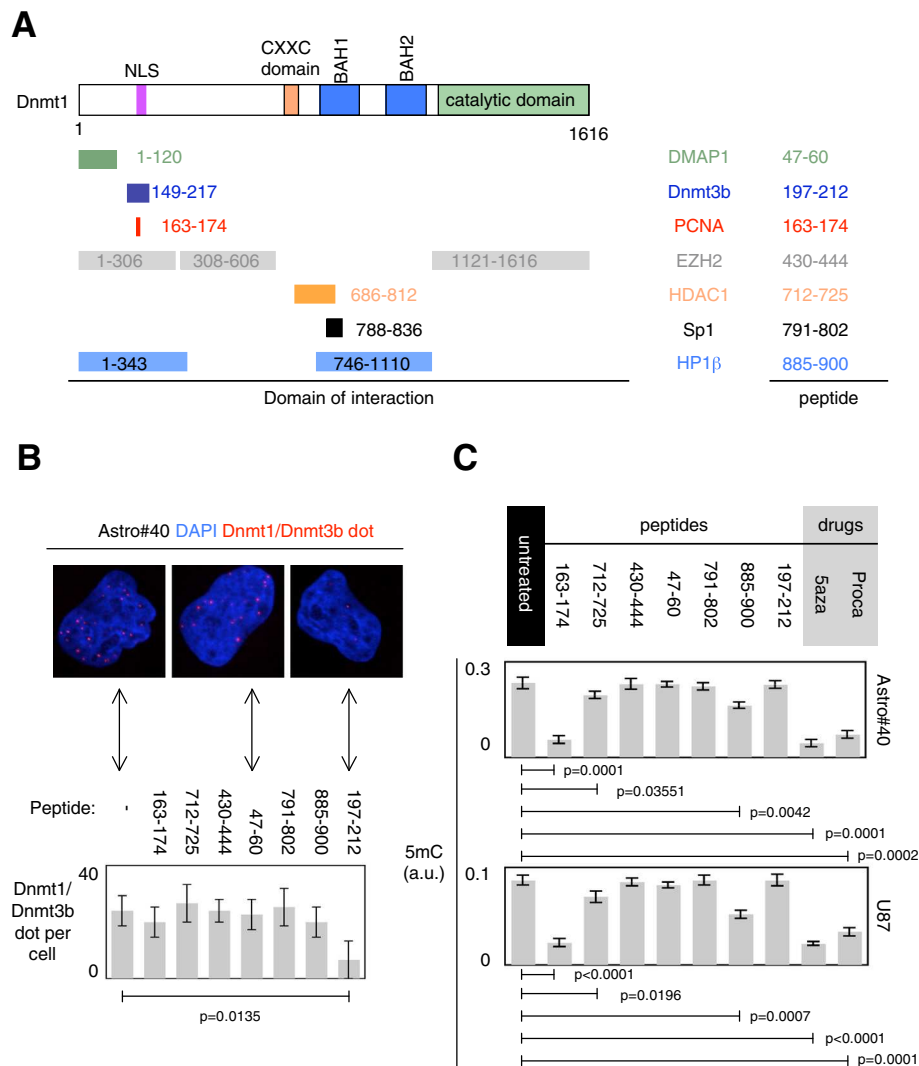 A
NLS
CXXC
domain
BAH1
BAH2
Dnmt1
catalytic domain
1
1616
1-120
DMAP1
47-60
149-217
Dnmt3b
197-212
163-174
PCNA
163-174
1-306
308-606
1121-1616
EZH2
430-444
686-812
HDAC1
712-725
788-836
Sp1
791-802
1-343
746-1110
HP1β
885-900
Domain of interaction
peptide
B
Astro#40 DAPI Dnmt1/Dnmt3b dot
Peptide:
-
163-174
712-725
430-444
47-60
791-802
885-900
197-212
Dnmt1/
Dnmt3b
dot per
cell
40
0
p=0.0135
C
untreated
peptides
drugs
163-174
712-725
430-444
47-60
791-802
885-900
197-212
5aza
Proca
5mC
(a.u.)
0.3
0
Astro#40
p=0.0001
p=0.03551
p=0.0042
p=0.0001
p=0.0002
0.1
0
U87
p<0.0001
p=0.0196
p=0.0007
p<0.0001
p=0.0001